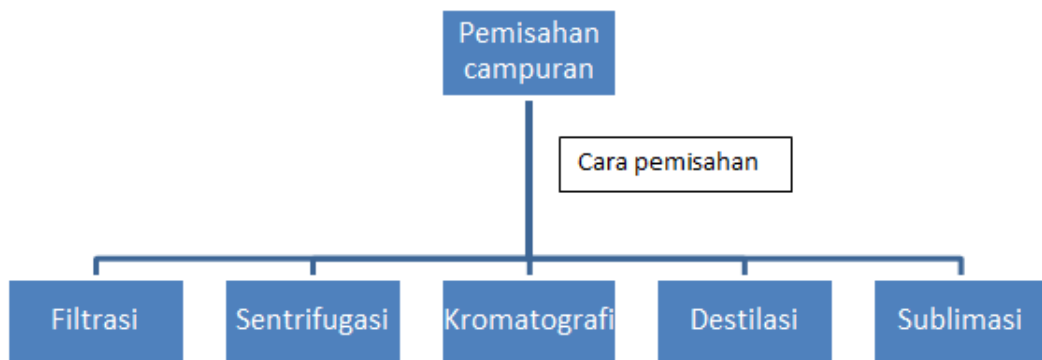 Pemisahan
campuran
Cara pemisahan
Filtrasi
Sentrifugasi
Kromatografi
Destilasi
Sublimasi